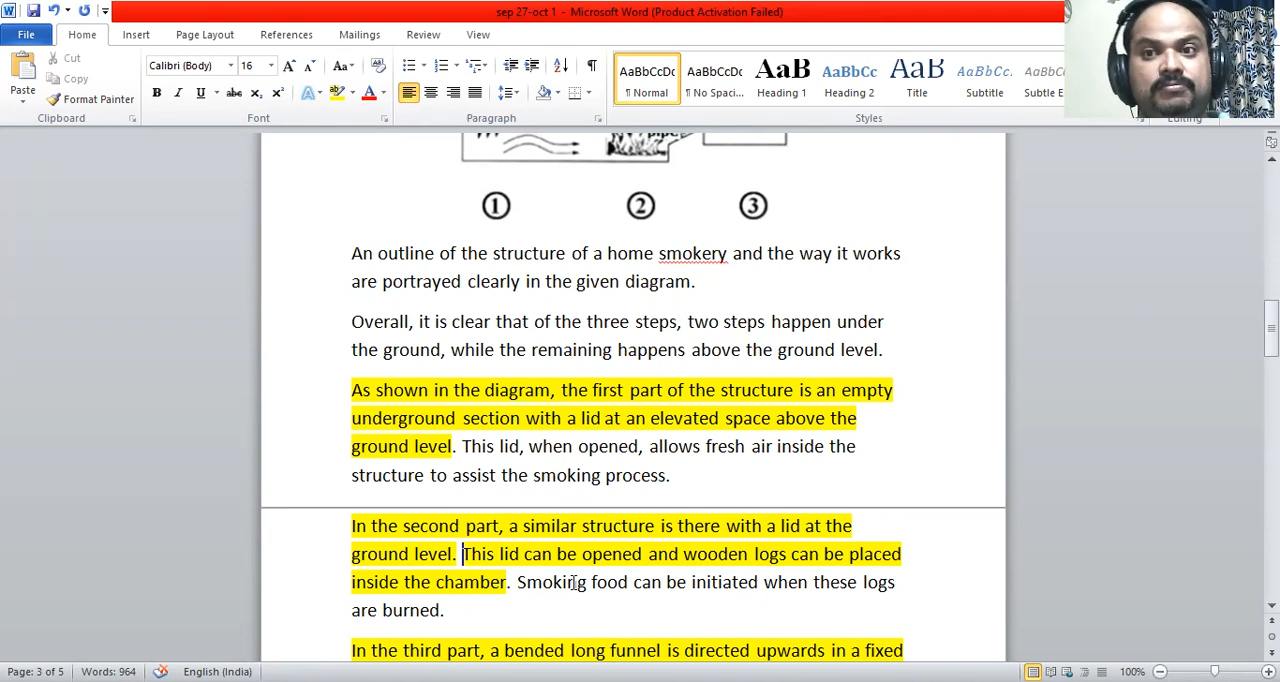 sep 27-oct 1 - Microsoft Word (Product Activation Failed)
File Home Insert Page Layout References Mailings Review View
Paste
Cut
Copy
Format Painter
Clipboard
Calibri (Body) 16
Font
Paragraph
AaBbCcDc AaBbCcDc AaB AaBbCc AaB AaBbCc. AaBbC
¶ Normal ¶ No Spaci... Heading 1 Heading 2 Title Subtitle Subtle E
Styles
Editing
pipe
① ② ③
An outline of the structure of a home smokery and the way it works
are portrayed clearly in the given diagram.
Overall, it is clear that of the three steps, two steps happen under
the ground, while the remaining happens above the ground level.
As shown in the diagram, the first part of the structure is an empty
underground section with a lid at an elevated space above the
ground level. This lid, when opened, allows fresh air inside the
structure to assist the smoking process.
In the second part, a similar structure is there with a lid at the
ground level. This lid can be opened and wooden logs can be placed
inside the chamber. Smoking food can be initiated when these logs
are burned.
In the third part, a bended long funnel is directed upwards in a fixed
Page: 3 of 5 Words: 964 English (India) 100%